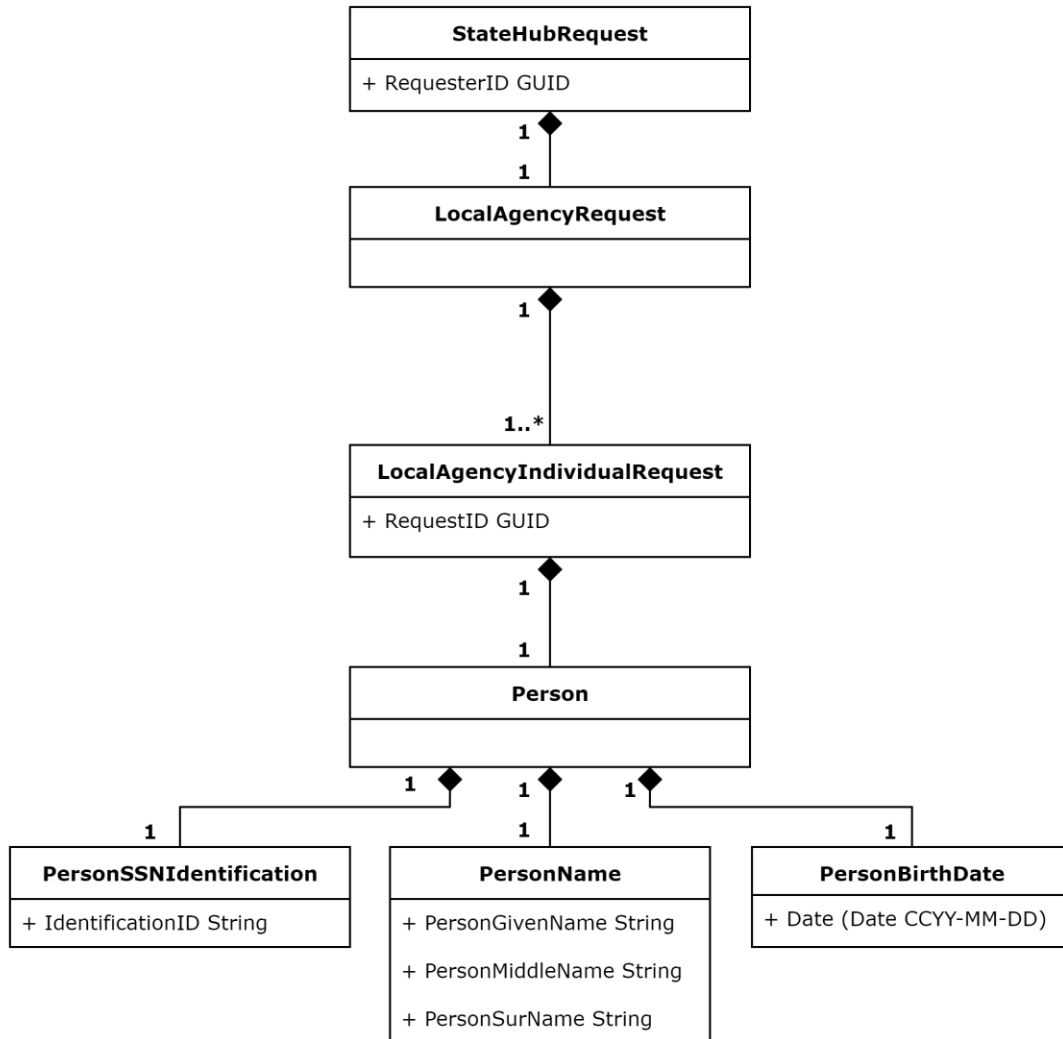 StateHubRequest
+ RequesterID GUID
1
1
LocalAgencyRequest
1
1..*
LocalAgencyIndividualRequest
+ RequestID GUID
1
1
Person
1 1 1
1 1 1
PersonSSNIdentification
+ IdentificationID String
PersonName
+ PersonGivenName String
+ PersonMiddleName String
+ PersonSurName String
PersonBirthDate
+ Date (Date CCYY-MM-DD)